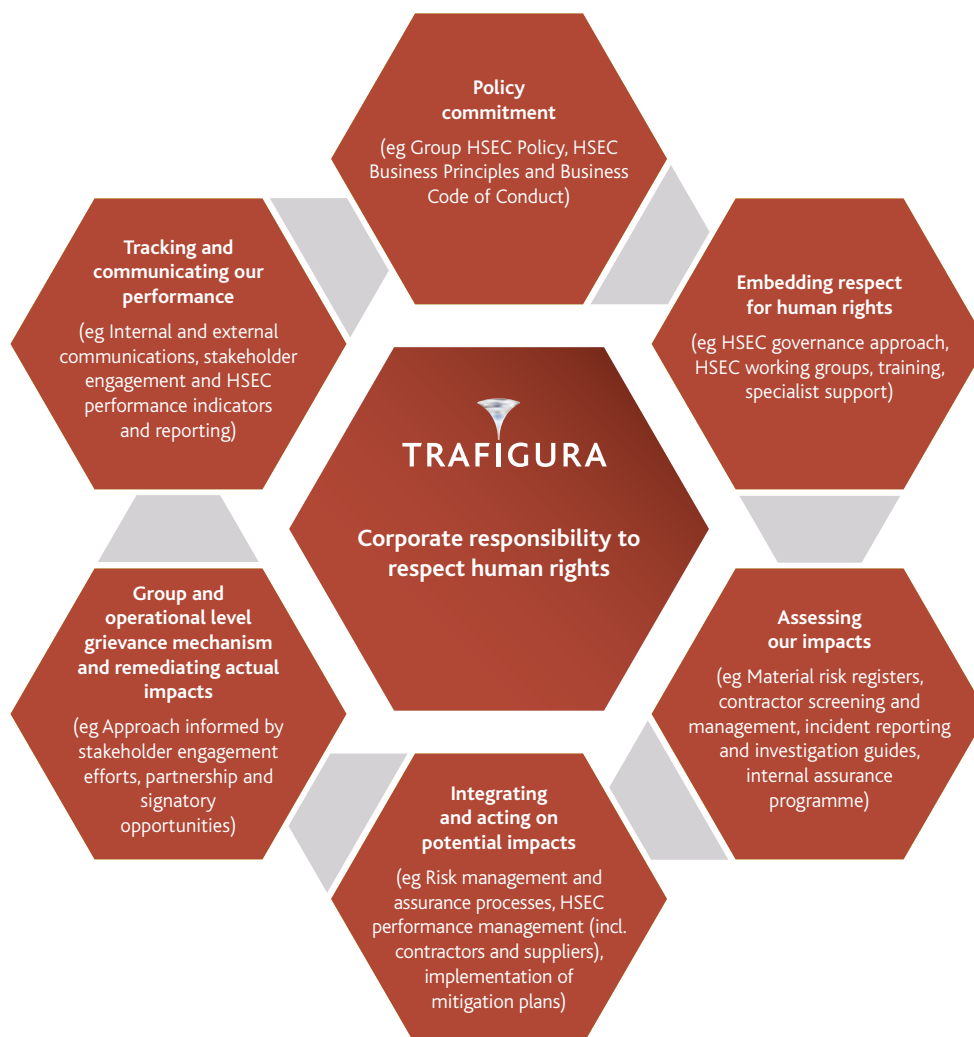 Policy
commitment
(eg Group HSEC Policy, HSEC
Business Principles and Business
Code of Conduct)
Embedding respect
for human rights
(eg HSEC governance approach,
HSEC working groups, training,
specialist support)
Assessing
our impacts
(eg Material risk registers,
contractor screening and
management, incident reporting
and investigation guides,
internal assurance
programme)
Integrating
and acting on
potential impacts
(eg Risk management and
assurance processes, HSEC
performance management (incl.
contractors and suppliers),
implementation of
mitigation plans)
Group and
operational level
grievance mechanism
and remediating actual
impacts
(eg Approach informed by
stakeholder engagement
efforts, partnership and
signatory
opportunities)
Tracking and
communicating our
performance
(eg Internal and external
communications, stakeholder
engagement and HSEC
performance indicators
and reporting)
TRAFIGURA
Corporate responsibility to
respect human rights